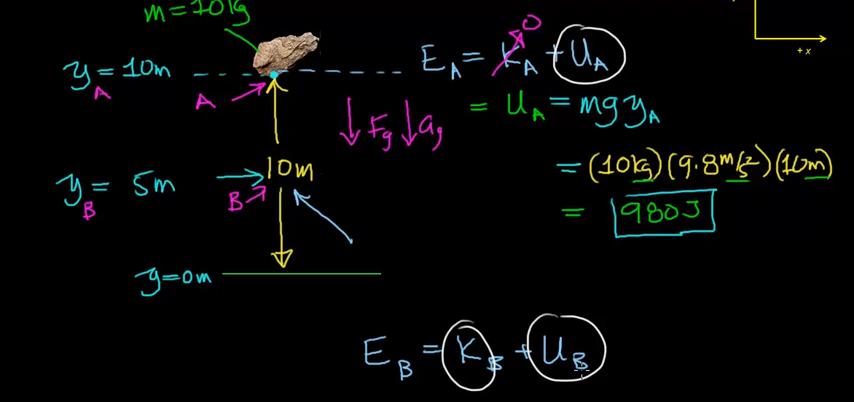 m = 10kg
y_A = 10m
A
E_A = K_A + U_A
0
= U_A = mgy_A
F_g a_g
= (10kg)(9.8m/s²)(10m)
= 980J
y_B = 5m
B
10m
y=0m
E_B = K_B + U_B
+x